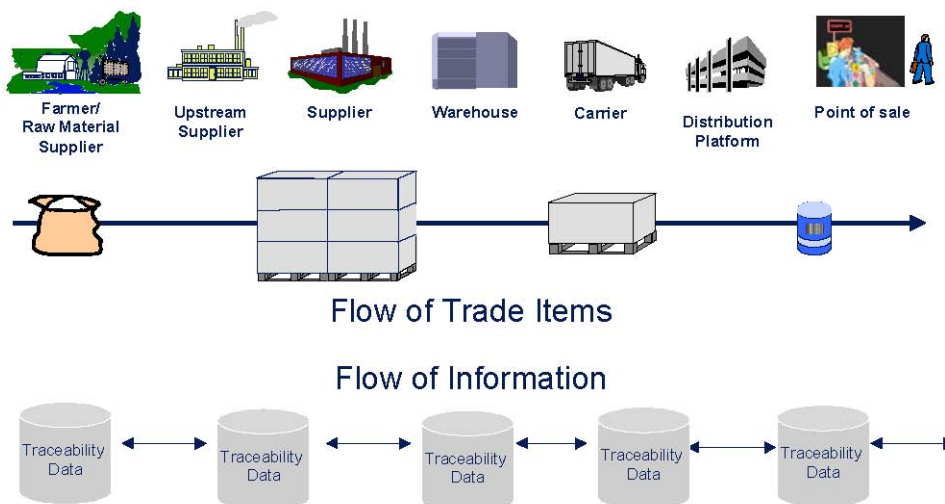 Farmer/
Raw Material
Supplier
Upstream
Supplier
Supplier
Warehouse
Carrier
Distribution
Platform
Point of sale
Flow of Trade Items
Flow of Information
Traceability
Data
Traceability
Data
Traceability
Data
Traceability
Data
Traceability
Data